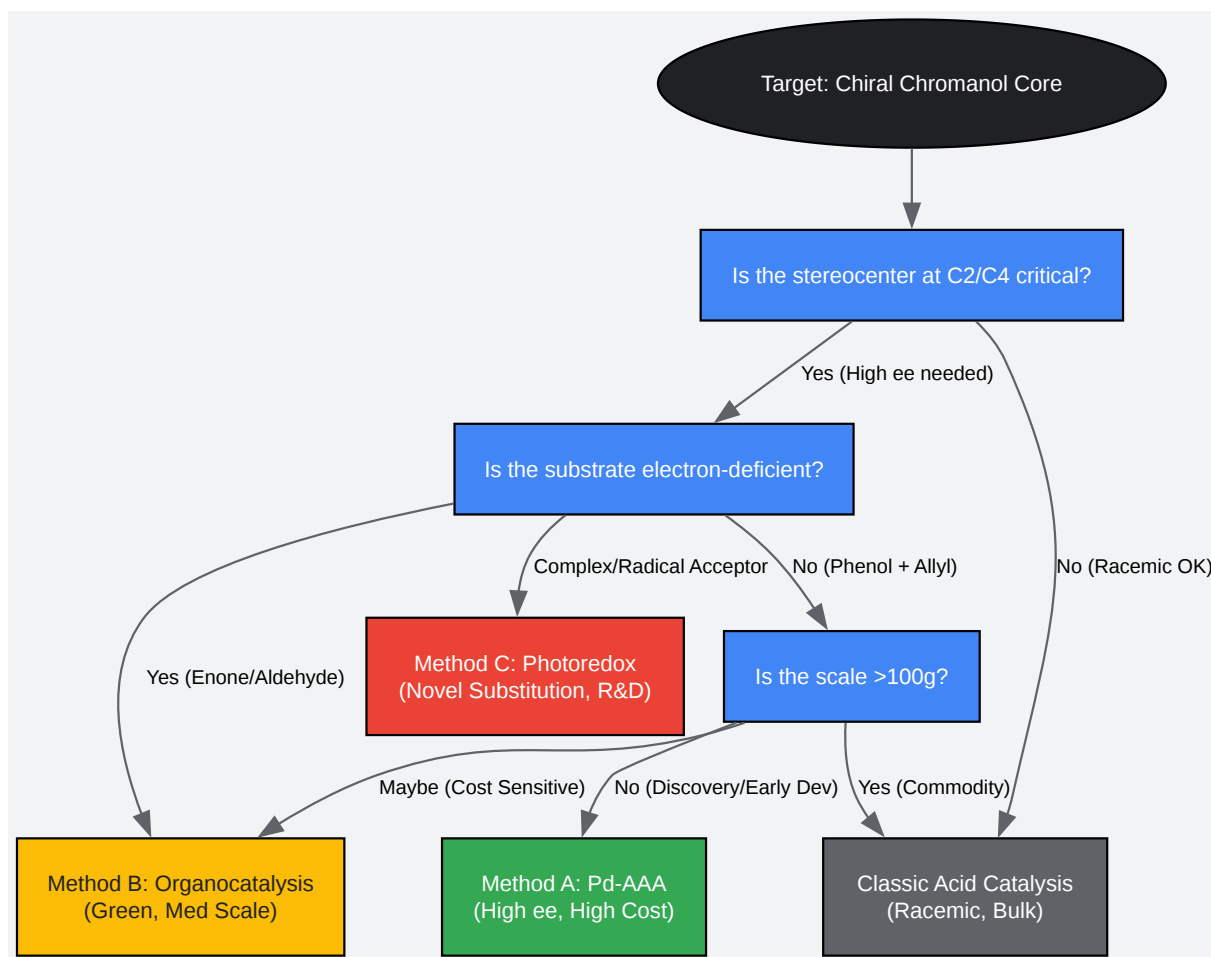 Target: Chiral Chromanol Core
Is the stereocenter at C2/C4 critical?
Yes (High ee needed)
Is the substrate electron-deficient?
Complex/Radical Acceptor
No (Phenol + Allyl)
No (Racemic OK)
Yes (Enone/Aldehyde)
Method C: Photoredox
(Novel Substitution, R&D)
Is the scale >100g?
Maybe (Cost Sensitive)
No (Discovery/Early Dev)
Yes (Commodity)
Method B: Organocatalysis
(Green, Med Scale)
Method A: Pd-AAA
(High ee, High Cost)
Classic Acid Catalysis
(Racemic, Bulk)